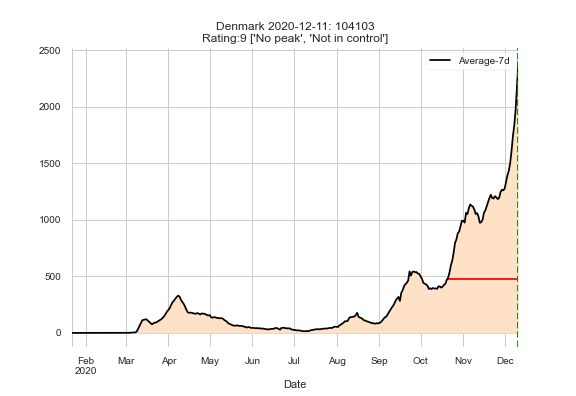 Denmark 2020-12-11: 104103
Rating:9 ['No peak', 'Not in control']
Average-7d
2500
2000
1500
1000
500
0
Feb Mar Apr May Jun Jul Aug Sep Oct Nov Dec
2020
Date